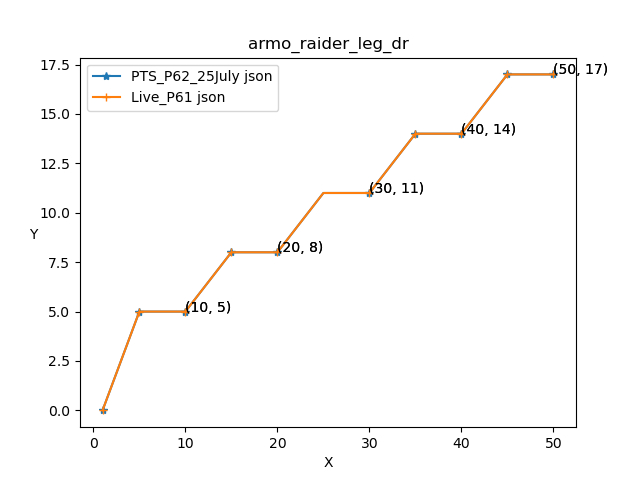 armo_raider_leg_dr
PTS_P62_25July json
Live_P61 json
17.5
15.0
12.5
10.0
7.5
5.0
2.5
0.0
Y
(50, 17)
(40, 14)
(30, 11)
(20, 8)
(10, 5)
0 10 20 30 40 50
X